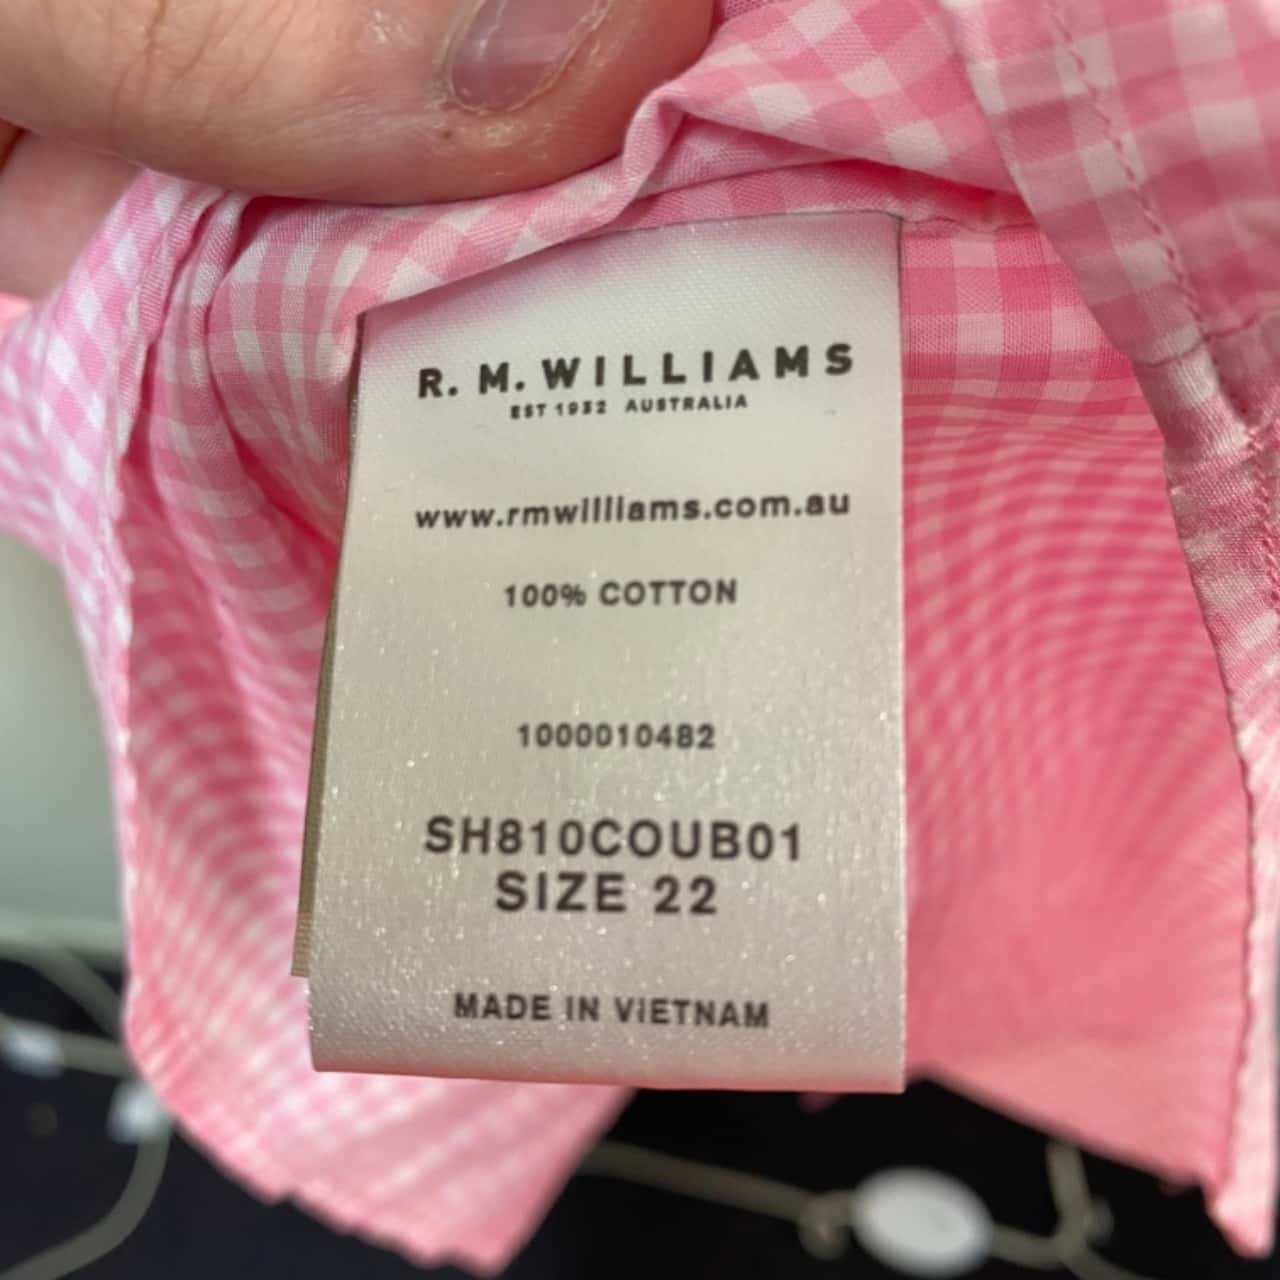 R. M. WILLIAMS
EST 1932 AUSTRALIA
www.rmwilliams.com.au
100% COTTON
1000010482
SH810COUB01
SIZE 22
MADE IN VIETNAM